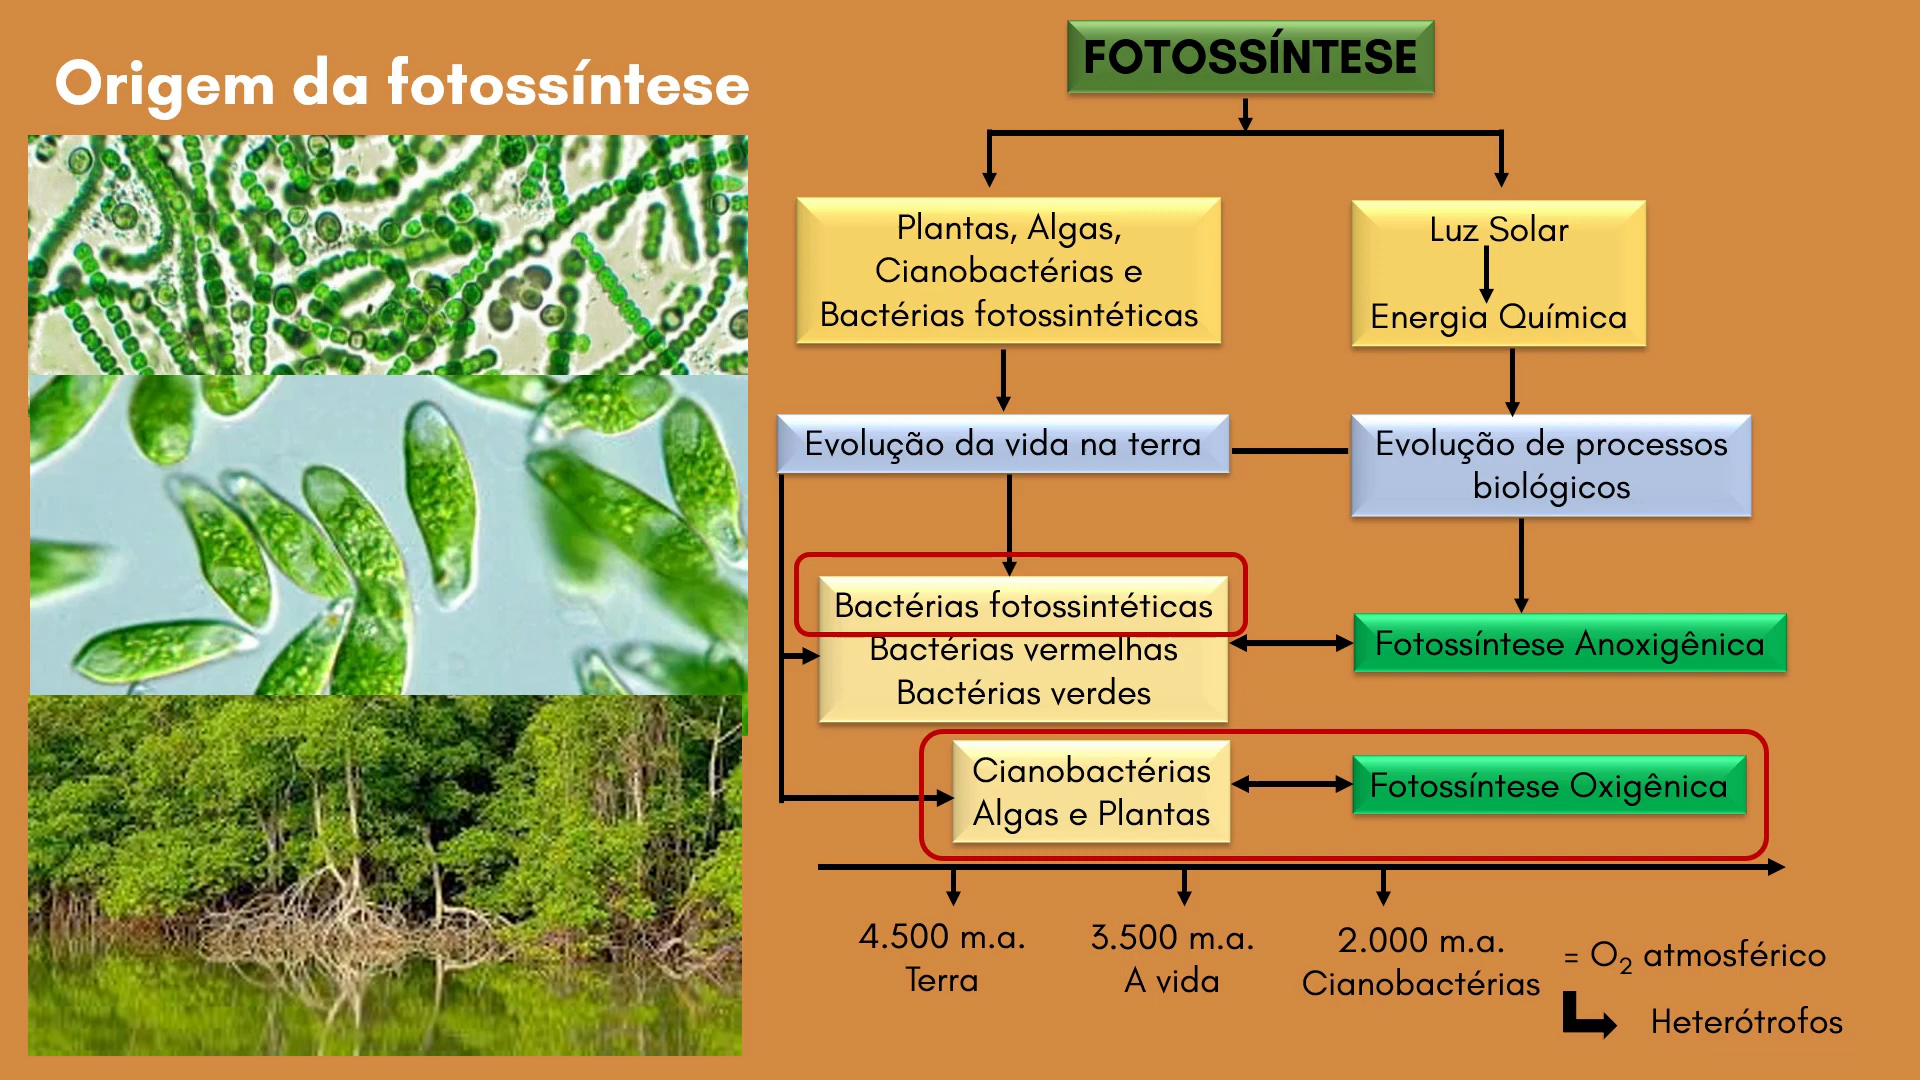 Origem da fotossíntese
FOTOSSÍNTESE
Plantas, Algas,
Cianobactérias e
Bactérias fotossintéticas
Luz Solar
Energia Química
Evolução da vida na terra
Evolução de processos
biológicos
Bactérias fotossintéticas
Bactérias vermelhas
Bactérias verdes
Fotossíntese Anoxigênica
Cianobactérias
Algas e Plantas
Fotossíntese Oxigênica
4.500 m.a.
Terra
3.500 m.a.
A vida
2.000 m.a.
Cianobactérias
= O₂ atmosférico
Heterótrofos